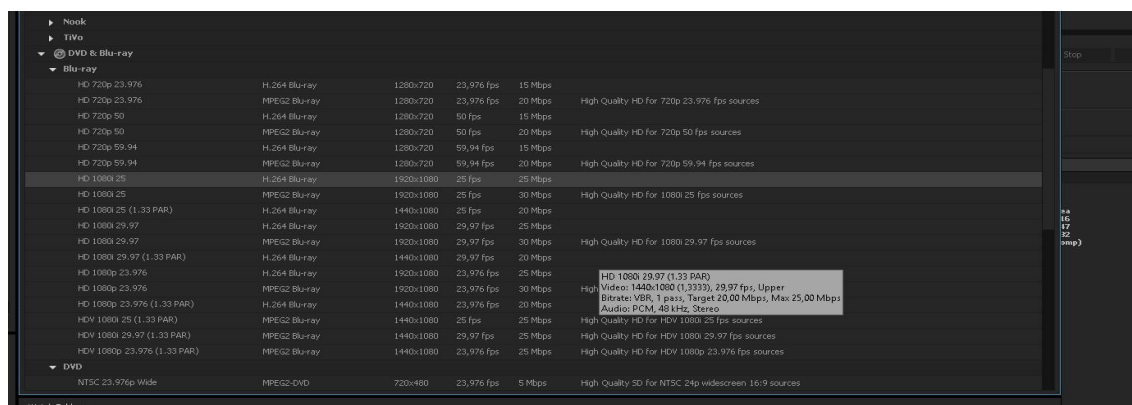 Nook
TiVo
DVD & Blu-ray
Stop
Blu-ray
HD 720p 23.976 H.264 Blu-ray 1280x720 23,976 fps 15 Mbps
HD 720p 23.976 MPEG2 Blu-ray 1280x720 23,976 fps 20 Mbps High Quality HD for 720p 23.976 fps sources
HD 720p 50 H.264 Blu-ray 1280x720 50 fps 15 Mbps
HD 720p 50 MPEG2 Blu-ray 1280x720 50 fps 20 Mbps High Quality HD for 720p 50 fps sources
HD 720p 59.94 H.264 Blu-ray 1280x720 59,94 fps 15 Mbps
HD 720p 59.94 MPEG2 Blu-ray 1280x720 59,94 fps 20 Mbps High Quality HD for 720p 59.94 fps sources
HD 1080i 25 H.264 Blu-ray 1920x1080 25 fps 25 Mbps
HD 1080i 25 MPEG2 Blu-ray 1920x1080 25 fps 30 Mbps High Quality HD for 1080i 25 fps sources
HD 1080i 25 (1.33 PAR) H.264 Blu-ray 1440x1080 25 fps 20 Mbps
HD 1080i 29.97 H.264 Blu-ray 1920x1080 29,97 fps 25 Mbps
HD 1080i 29.97 MPEG2 Blu-ray 1920x1080 29,97 fps 30 Mbps High Quality HD for 1080i 29.97 fps sources
HD 1080i 29.97 (1.33 PAR) H.264 Blu-ray 1440x1080 29,97 fps 20 Mbps
HD 1080p 23.976 H.264 Blu-ray 1920x1080 23,976 fps 25 Mbps
HD 1080p 23.976 MPEG2 Blu-ray 1920x1080 23,976 fps 30 Mbps High
HD 1080p 23.976 (1.33 PAR) H.264 Blu-ray 1440x1080 23,976 fps 20 Mbps
HD 1080i 29.97 (1.33 PAR)
Video: 1440x1080 (1,3333), 29,97 fps, Upper
Bitrate: VBR, 1 pass, Target 20,00 Mbps, Max 25,00 Mbps
Audio: PCM, 48 kHz, Stereo
HDV 1080i 25 (1.33 PAR) MPEG2 Blu-ray 1440x1080 25 fps 25 Mbps High Quality HD for HDV 1080i 25 fps sources
HDV 1080i 29.97 (1.33 PAR) MPEG2 Blu-ray 1440x1080 29,97 fps 25 Mbps High Quality HD for HDV 1080i 29.97 fps sources
HDV 1080p 23.976 (1.33 PAR) MPEG2 Blu-ray 1440x1080 23,976 fps 25 Mbps High Quality HD for HDV 1080p 23.976 fps sources
DVD
NTSC 23.976p Wide MPEG2-DVD 720x480 23,976 fps 5 Mbps High Quality SD for NTSC 24p widescreen 16:9 sources
ea
16
47
32
omp)